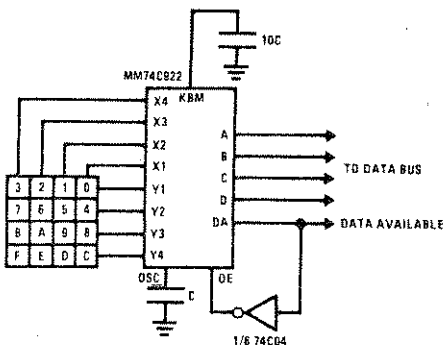 10C
MM74C922
KBM
X4
X3
X2
X1
Y1
Y2
Y3
Y4
A
B
C
D
DA
TO DATA BUS
DATA AVAILABLE
3 2 1 0
7 6 5 4
B A 9 8
F E D C
OSC
OE
C
1/6 74C04